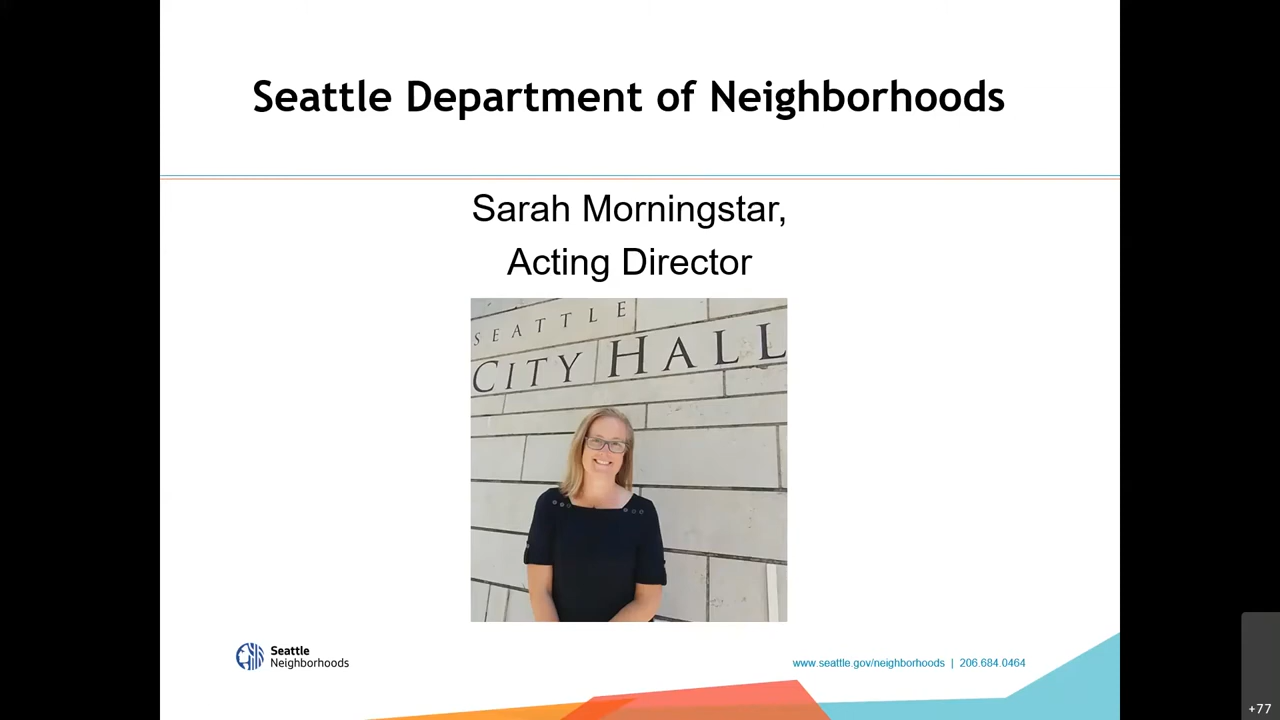 Seattle Department of Neighborhoods
Sarah Morningstar,
Acting Director
SEATTLE
CITY HALL
Seattle
Neighborhoods
www.seattle.gov/neighborhoods | 206.684.0464
+77